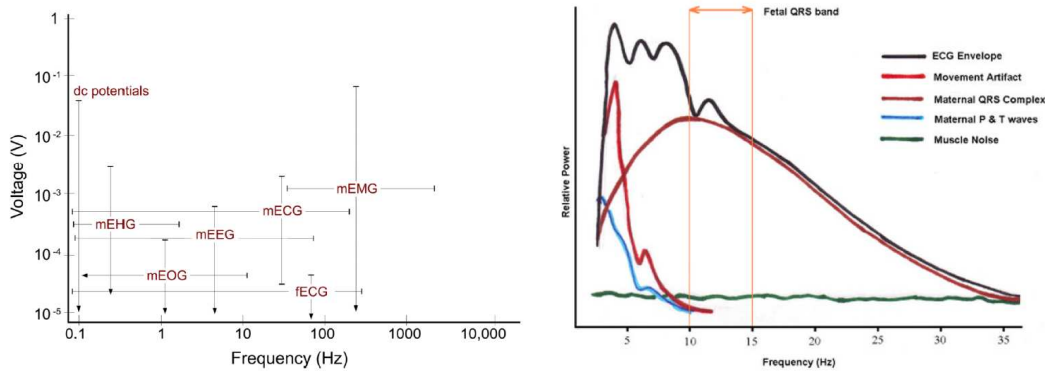 1
10⁻¹
10⁻²
10⁻³
10⁻⁴
10⁻⁵
Voltage (V)
dc potentials
mEMG
mECG
mEHG
mEEG
mEOG
fECG
0.1 1 10 100 1000 10,000
Frequency (Hz)
Fetal QRS band
ECG Envelope
Movement Artifact
Maternal QRS Complex
Maternal P & T waves
Muscle Noise
Relative Power
5 10 15 20 25 30 35
Frequency (Hz)